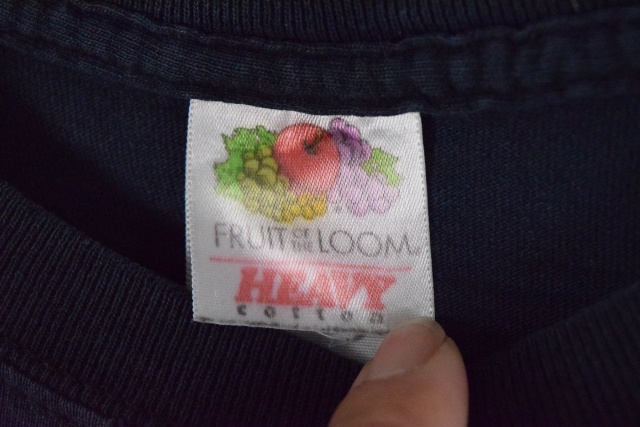 FRUIT OF THE LOOM
HEAVY
cotton